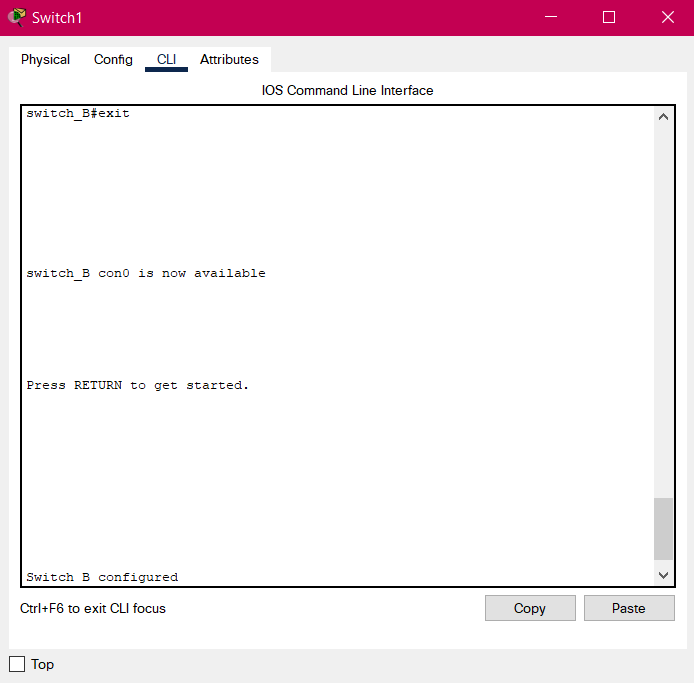 Switch1
Physical Config CLI Attributes
IOS Command Line Interface
switch_B#exit
switch_B con0 is now available
Press RETURN to get started.
Switch B configured
Ctrl+F6 to exit CLI focus
Copy Paste
Top